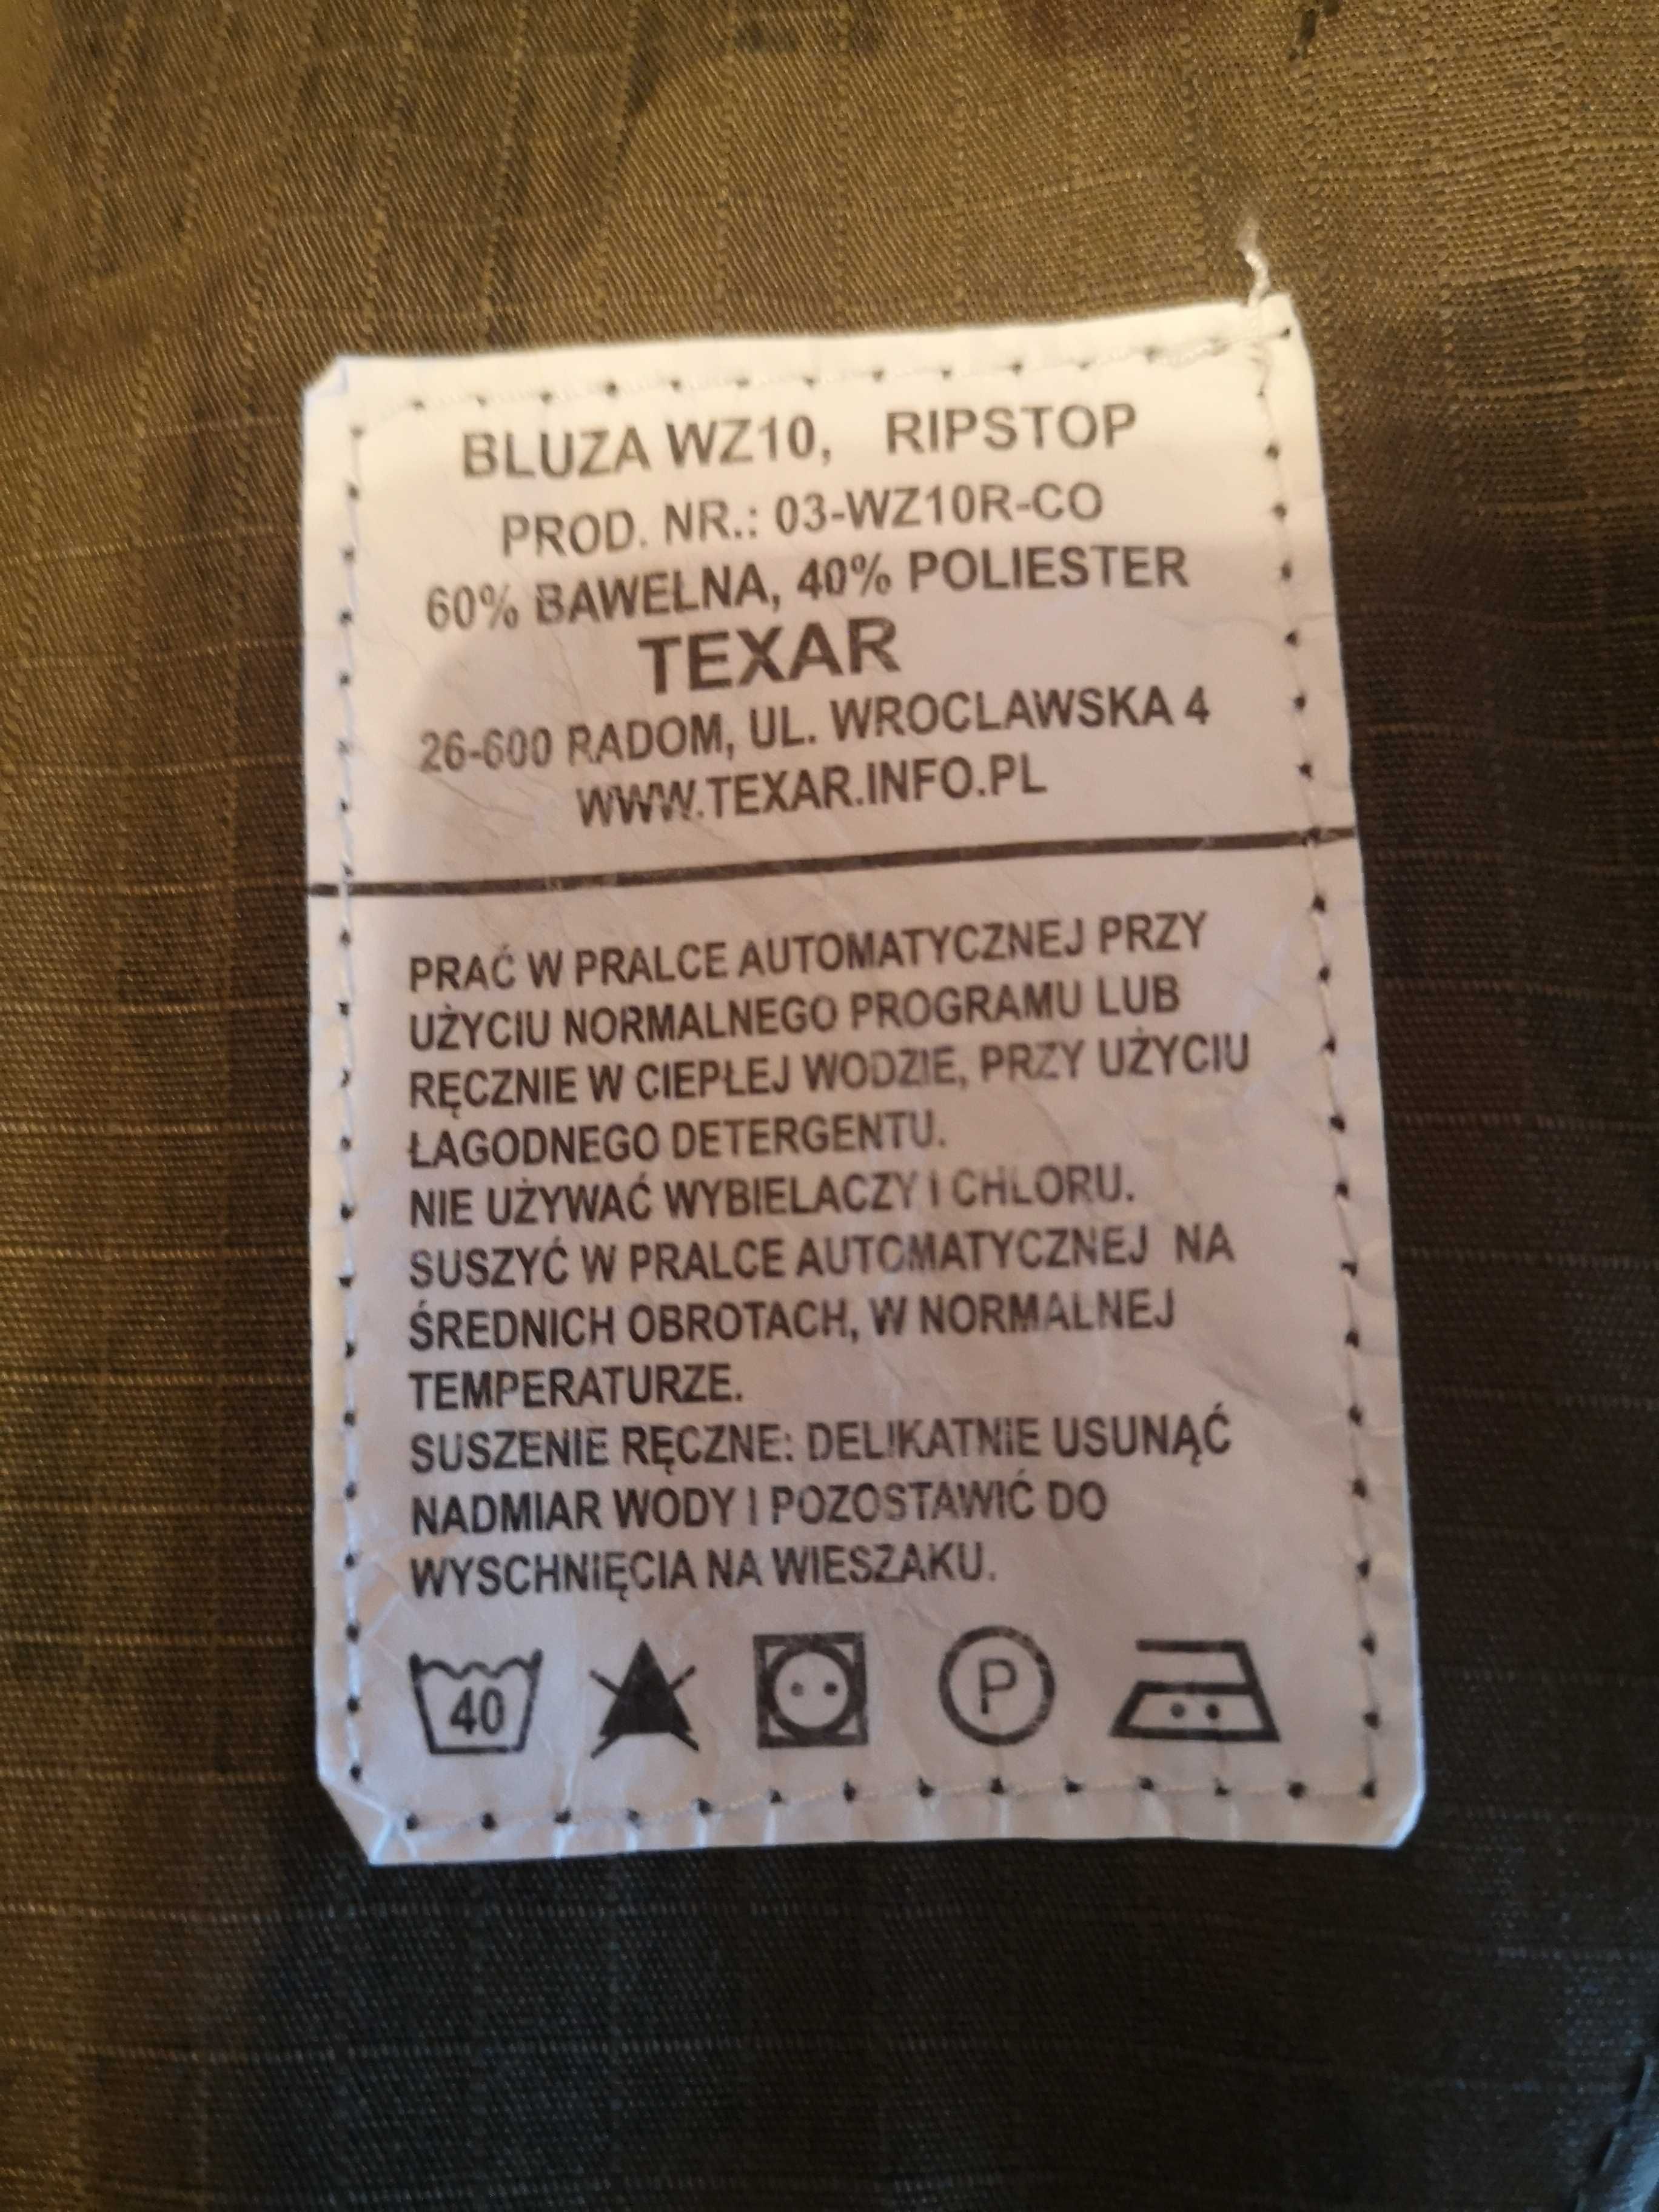 BLUZA WZ10, RIPSTOP
PROD. NR.: 03-WZ10R-CO
60% BAWELNA, 40% POLIESTER
TEXAR
26-600 RADOM, UL. WROCLAWSKA 4
WWW.TEXAR.INFO.PL
PRAĆ W PRALCE AUTOMATYCZNEJ PRZY
UŻYCIU NORMALNEGO PROGRAMU LUB
RĘCZNIE W CIEPŁEJ WODZIE, PRZY UŻYCIU
ŁAGODNEGO DETERGENTU.
NIE UŻYWAĆ WYBIELACZY I CHLORU.
SUSZYĆ W PRALCE AUTOMATYCZNEJ NA
ŚREDNICH OBROTACH, W NORMALNEJ
TEMPERATURZE.
SUSZENIE RĘCZNE: DELIKATNIE USUNĄĆ
NADMIAR WODY I POZOSTAWIĆ DO
WYSCHNIĘCIA NA WIESZAKU.
40 P